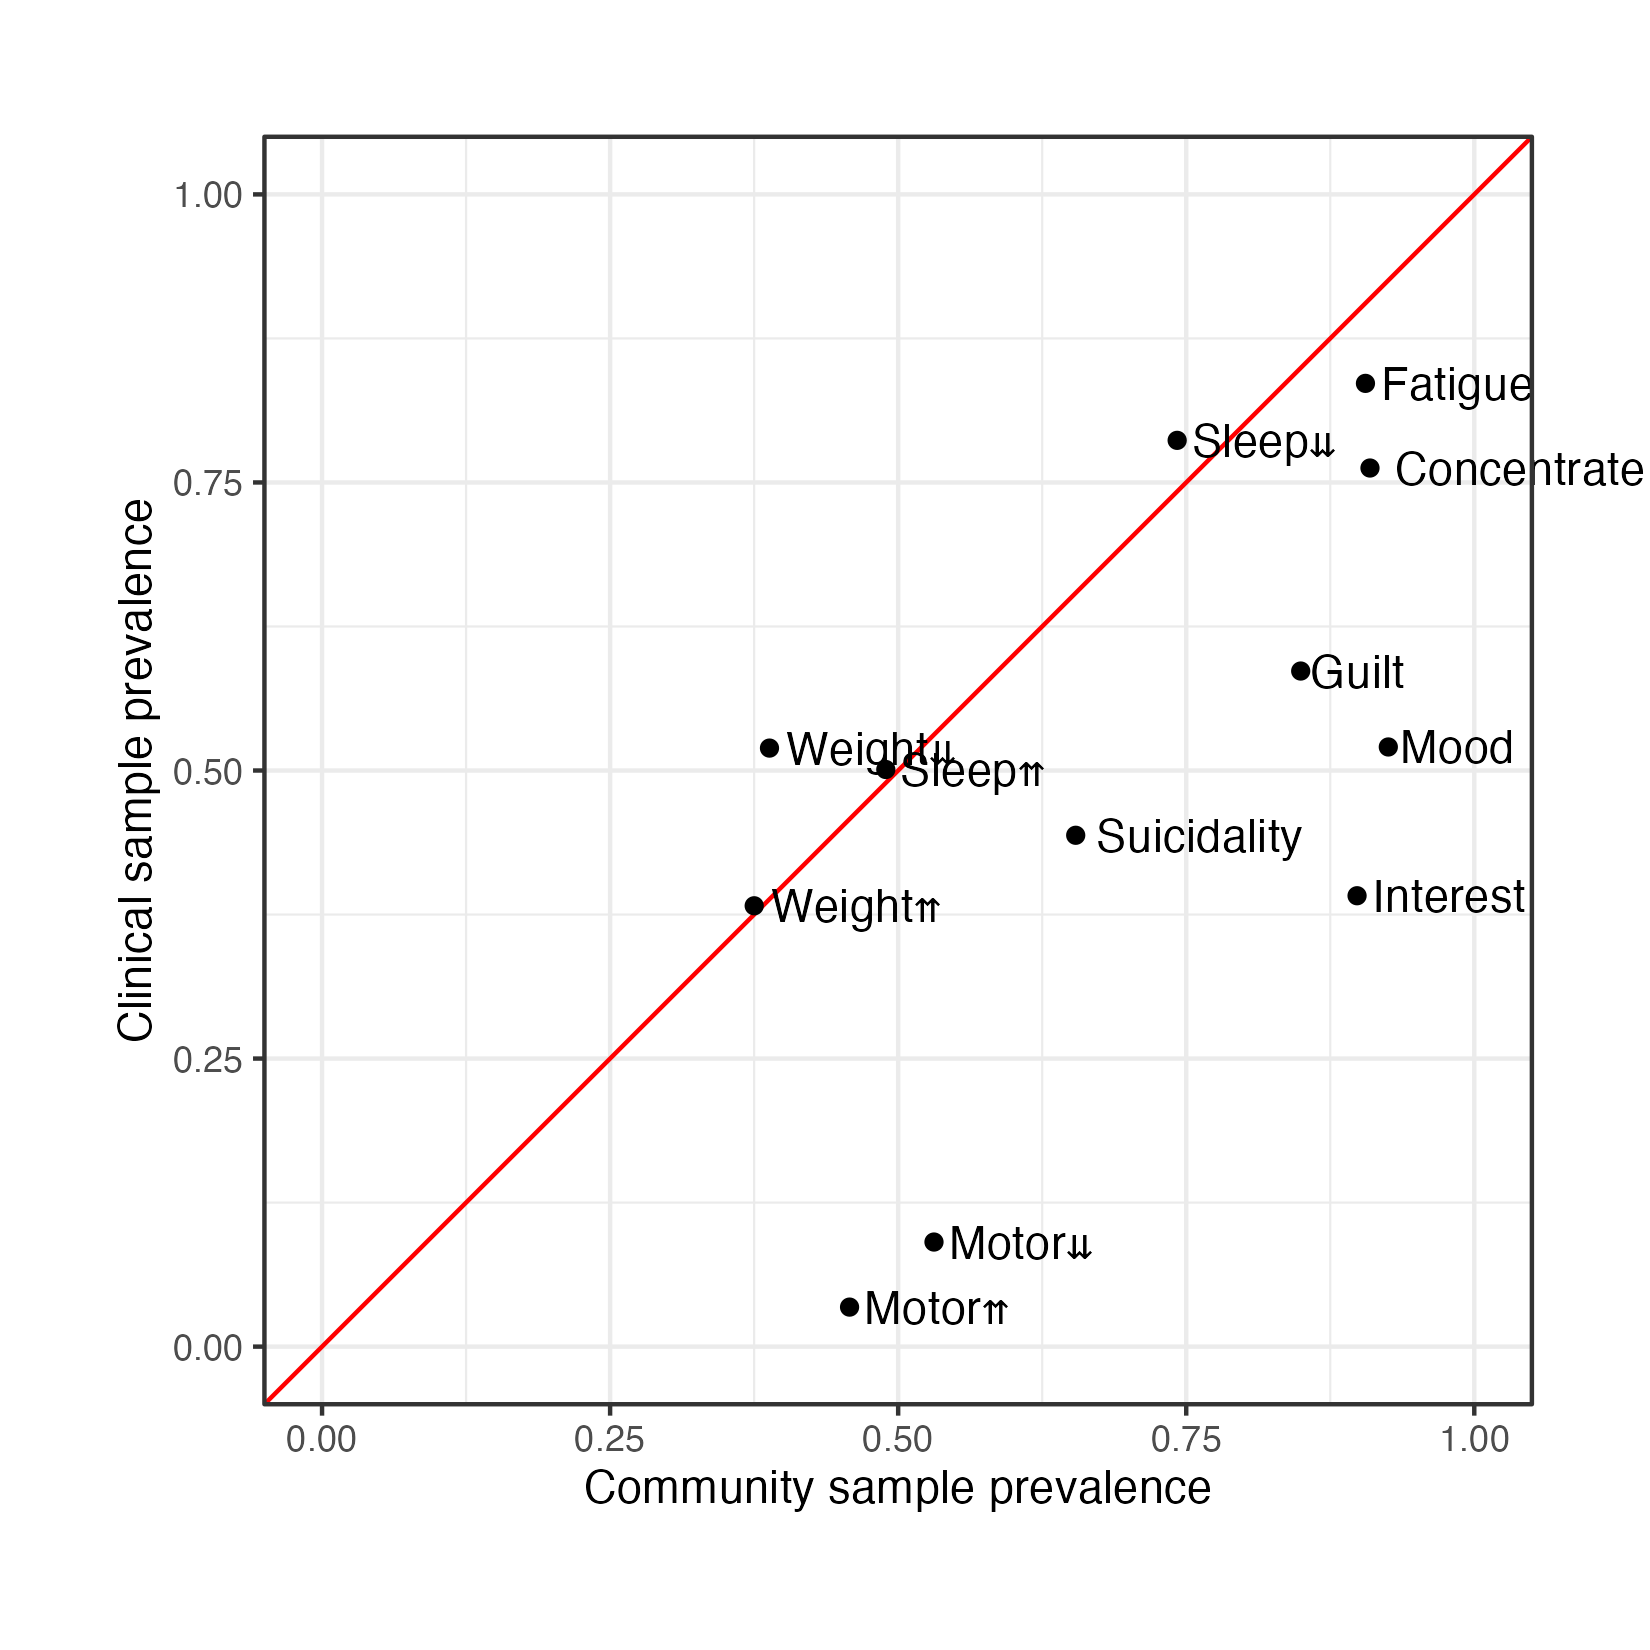 1.00
Fatigue
Sleep⇊
Concentrate
0.75
Guilt
Weight⇊
Mood
0.50
Sleep⇈
Suicidality
Interest
Weight⇈
0.25
Motor⇊
Motor⇈
0.00
Clinical sample prevalence
0.00 0.25 0.50 0.75 1.00
Community sample prevalence